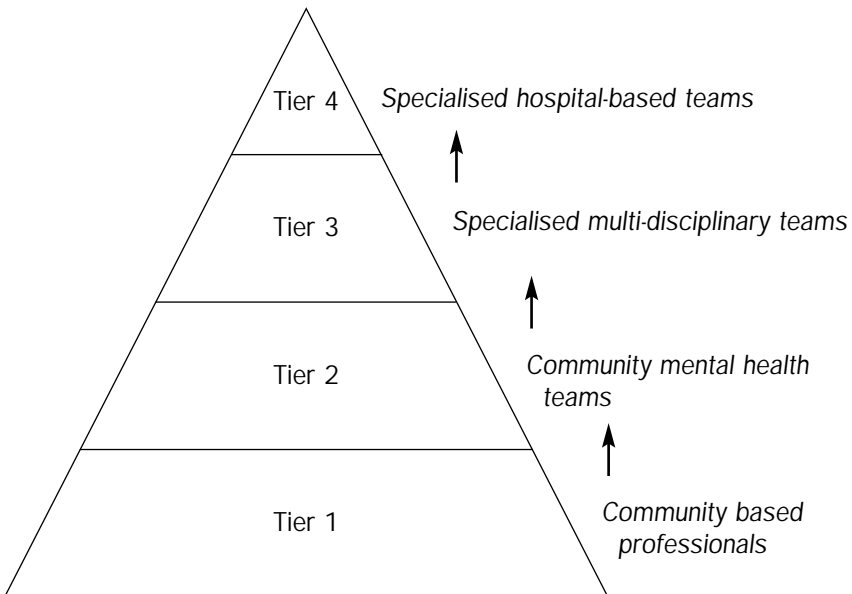 Tier 4
Specialised hospital-based teams
Tier 3
Specialised multi-disciplinary teams
Tier 2
Community mental health
teams
Tier 1
Community based
professionals